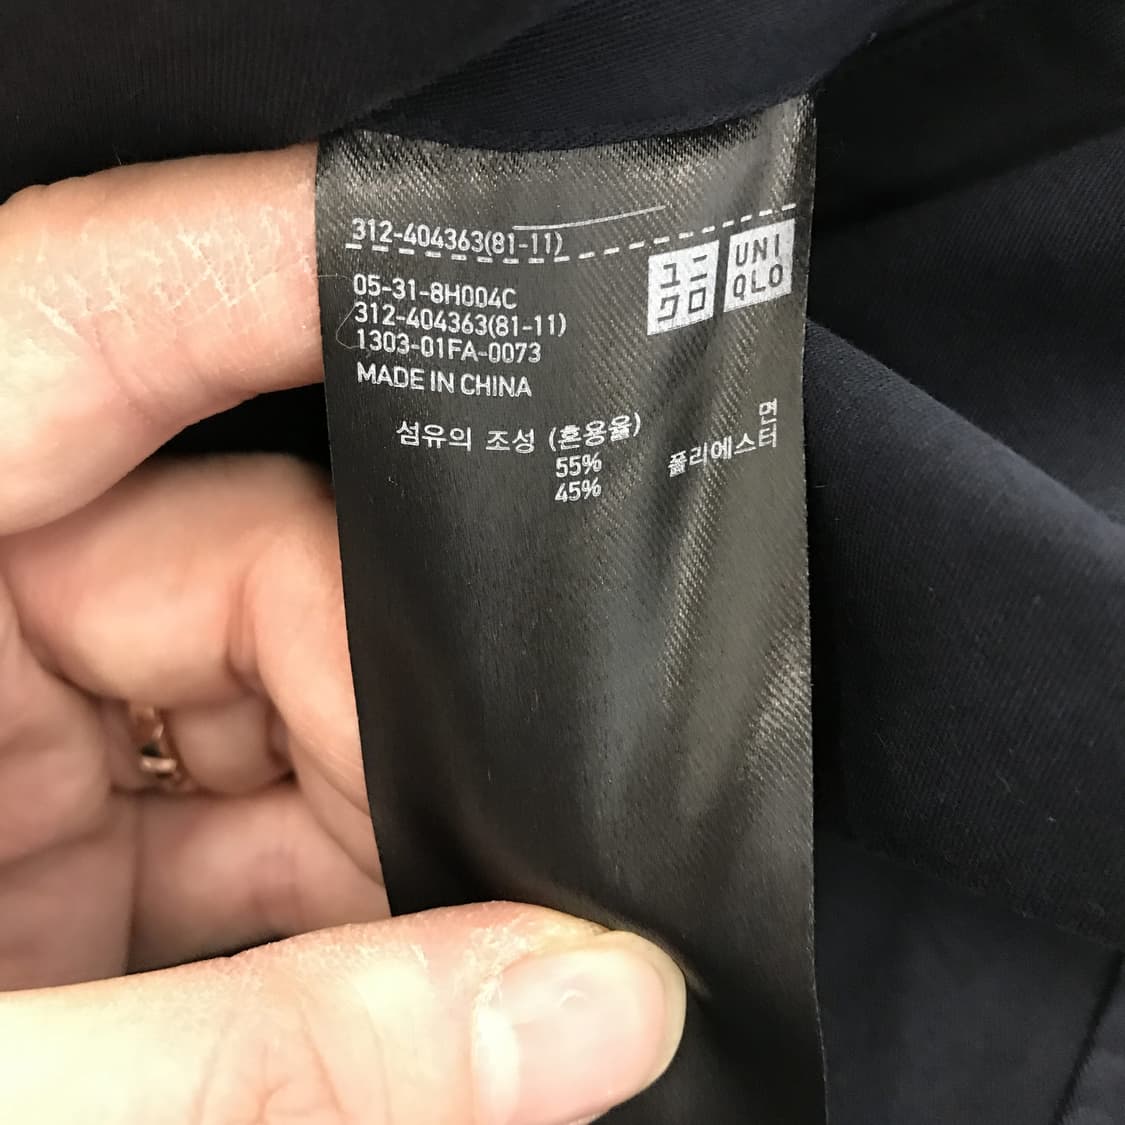 312-404363(81-11)
ユニ
クロ
UNI
QLO
05-31-8H004C
312-404363(81-11)
1303-01FA-0073
MADE IN CHINA
섬유의 조성 (혼용율)
면
55%
폴리에스터
45%